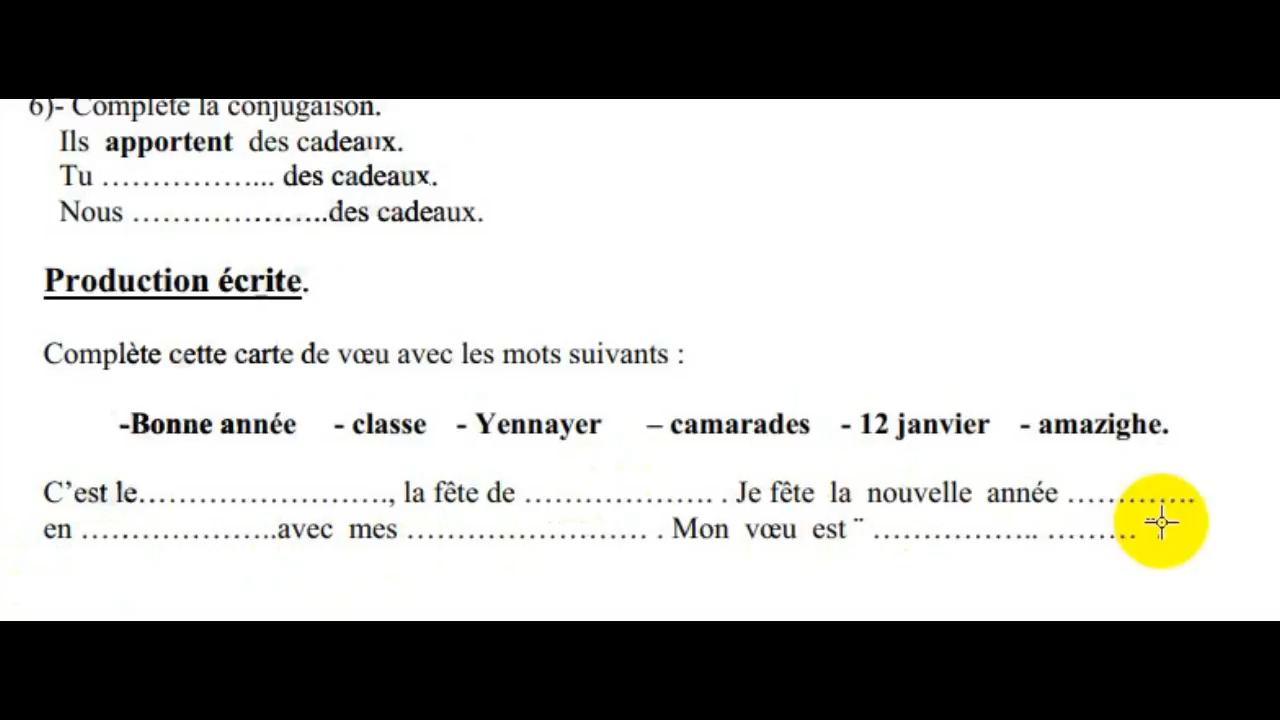 6)- Complète la conjugaison.
Ils apportent des cadeaux.
Tu ……………... des cadeaux.
Nous ………………..des cadeaux.
Production écrite.
Complète cette carte de vœu avec les mots suivants :
-Bonne année - classe - Yennayer – camarades - 12 janvier - amazighe.
C’est le……………………., la fête de ………………. . Je fête la nouvelle année ………….
en ………………..avec mes …………………… . Mon vœu est ¨ …………….. ……… ¨ .